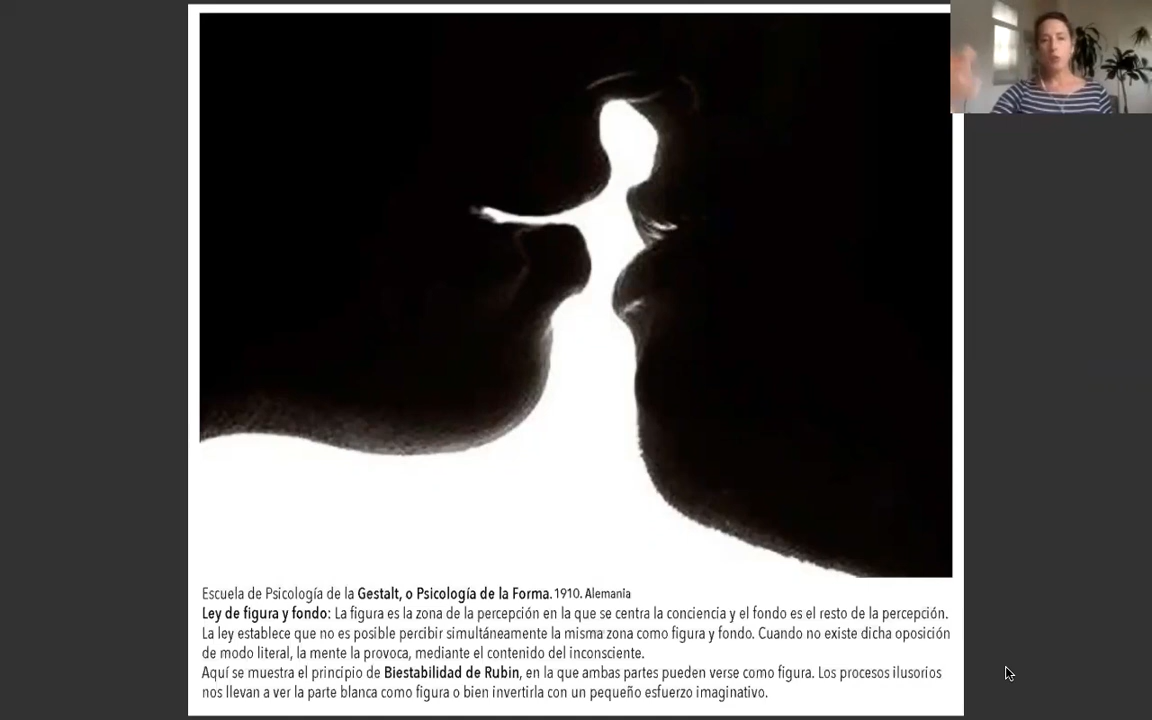 Escuela de Psicología de la Gestalt, o Psicología de la Forma. 1910. Alemania
Ley de figura y fondo: La figura es la zona de la percepción en la que se centra la conciencia y el fondo es el resto de la percepción.
La ley establece que no es posible percibir simultáneamente la misma zona como figura y fondo. Cuando no existe dicha oposición
de modo literal, la mente la provoca, mediante el contenido del inconsciente.
Aquí se muestra el principio de Biestabilidad de Rubin, en la que ambas partes pueden verse como figura. Los procesos ilusorios
nos llevan a ver la parte blanca como figura o bien invertirla con un pequeño esfuerzo imaginativo.